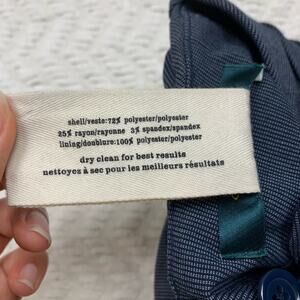 shell/veste:72% polyester/polyester
25% rayon/rayonne 3% spandex/spandex
lining/doublure:100% polyester/polyester
dry clean for best results
nettoyez à sec pour les meilleurs résultats